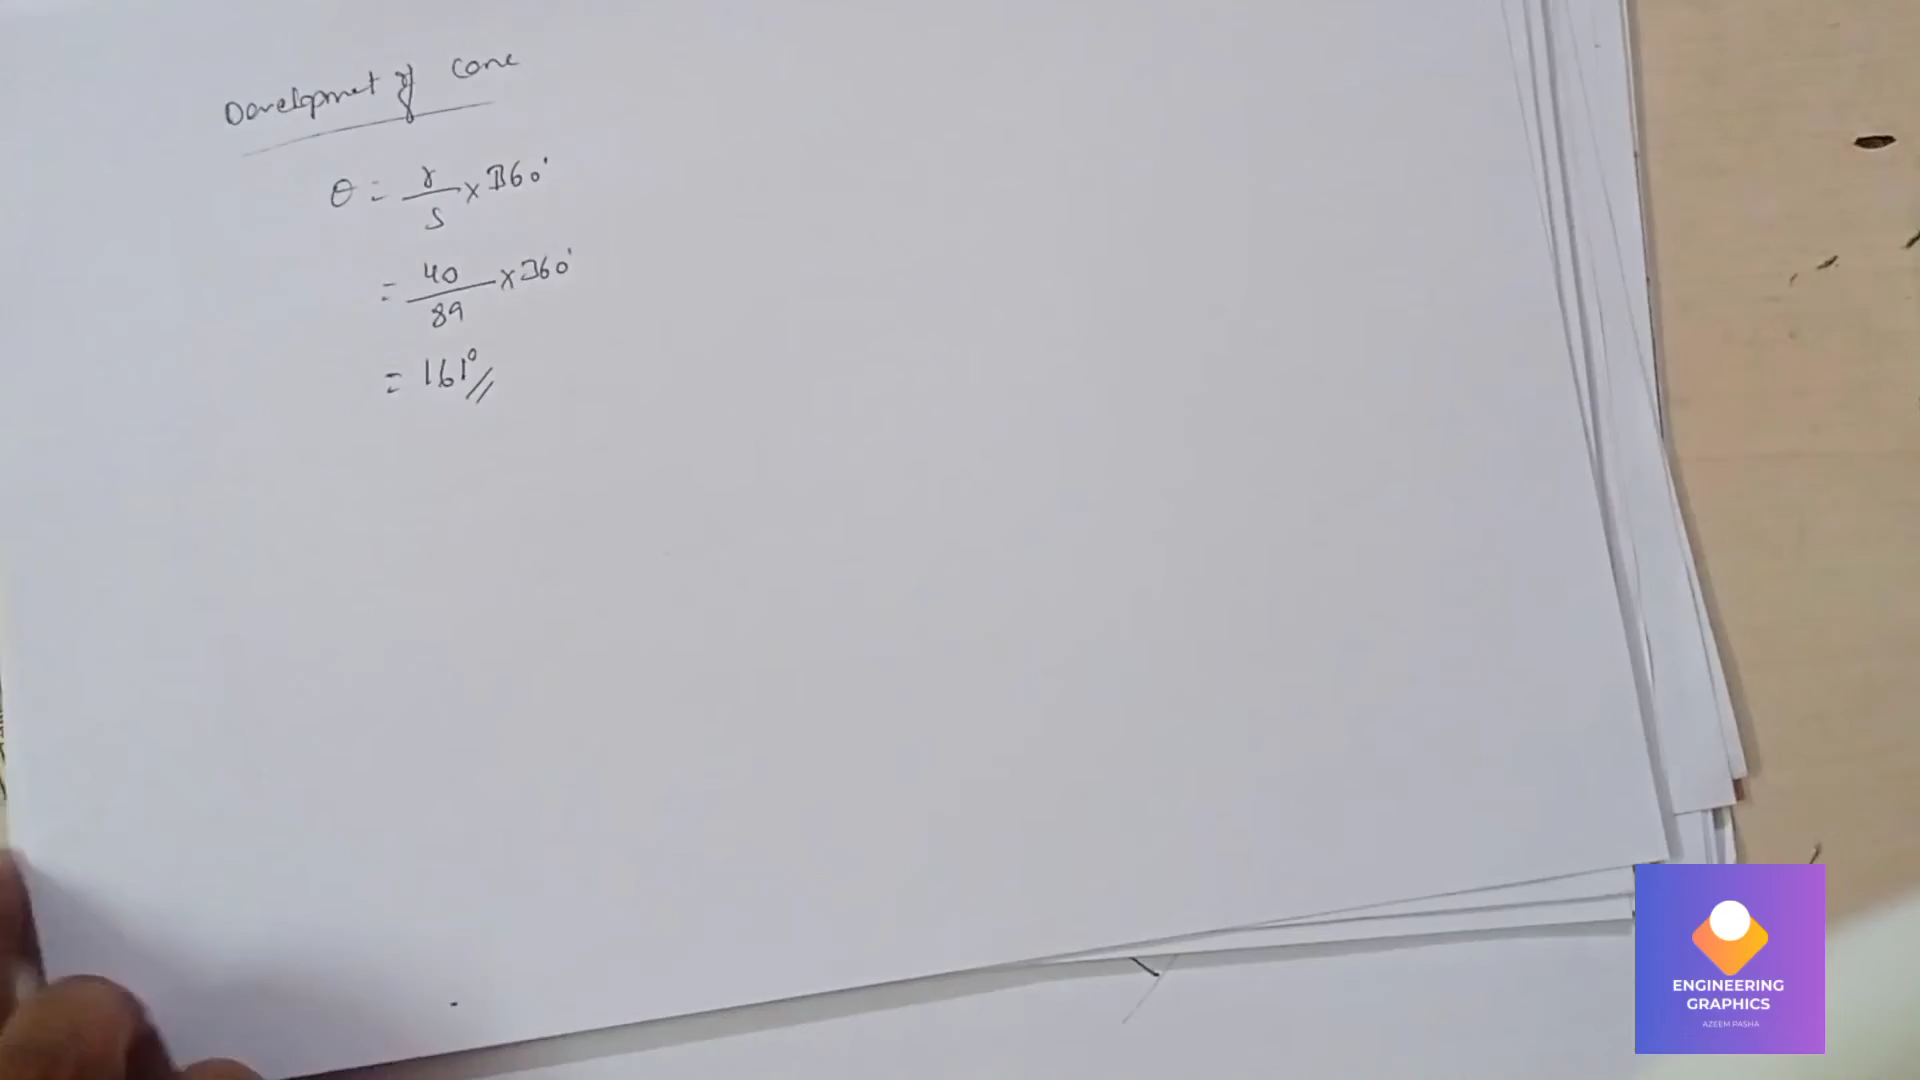 Development of cone
θ = r/s × 360°
= 40/89 × 360°
= 161°//
ENGINEERING
GRAPHICS
AZEEM PASHA